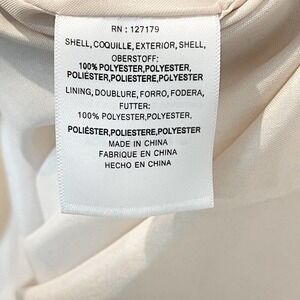 RN : 127179
SHELL, COQUILLE, EXTERIOR, SHELL,
OBERSTOFF:
100% POLYESTER,POLYESTER,
POLIÉSTER,POLIESTERE,POLYESTER
LINING, DOUBLURE, FORRO, FODERA,
FUTTER:
100% POLYESTER,POLYESTER,
POLIÉSTER,POLIESTERE,POLYESTER
MADE IN CHINA
FABRIQUE EN CHINA
HECHO EN CHINA